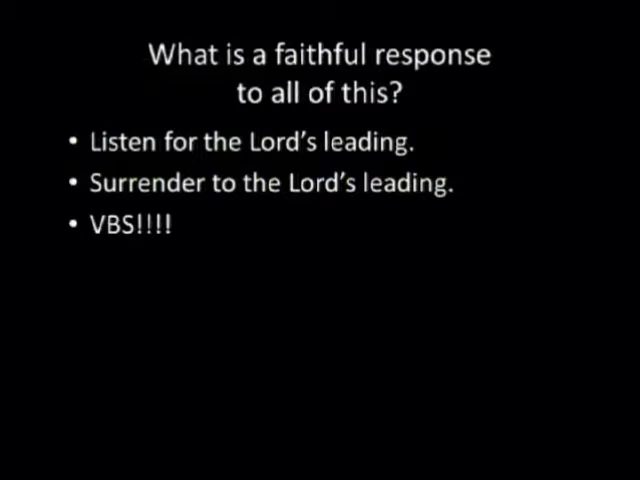 What is a faithful response
to all of this?
• Listen for the Lord's leading.
• Surrender to the Lord's leading.
• VBS!!!!